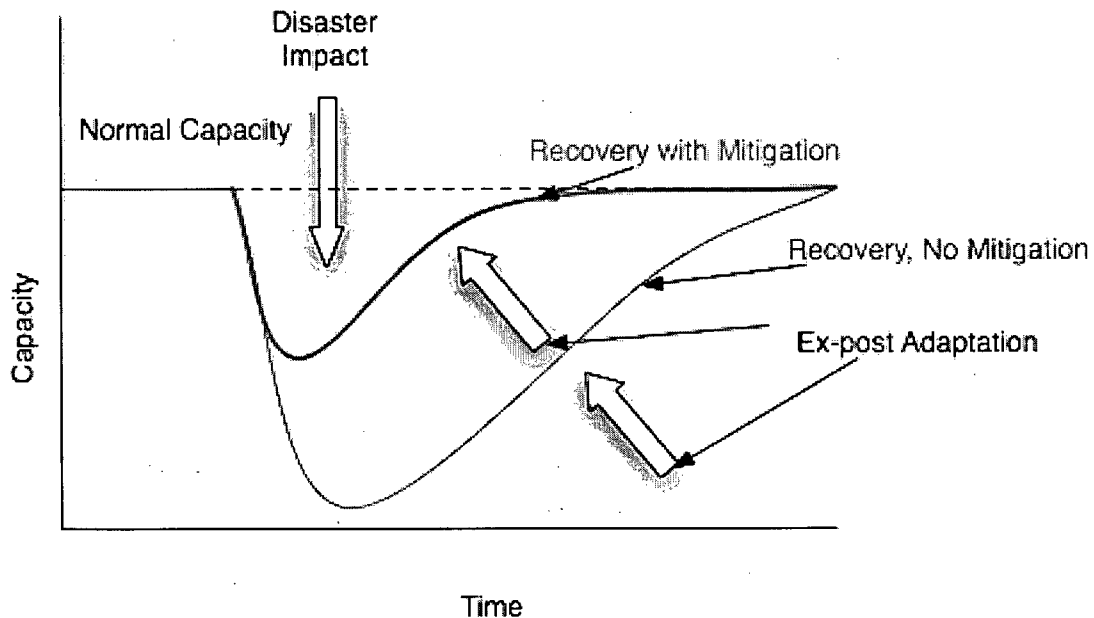 Disaster
Impact
Normal Capacity
Recovery with Mitigation
Recovery, No Mitigation
Ex-post Adaptation
Capacity
Time